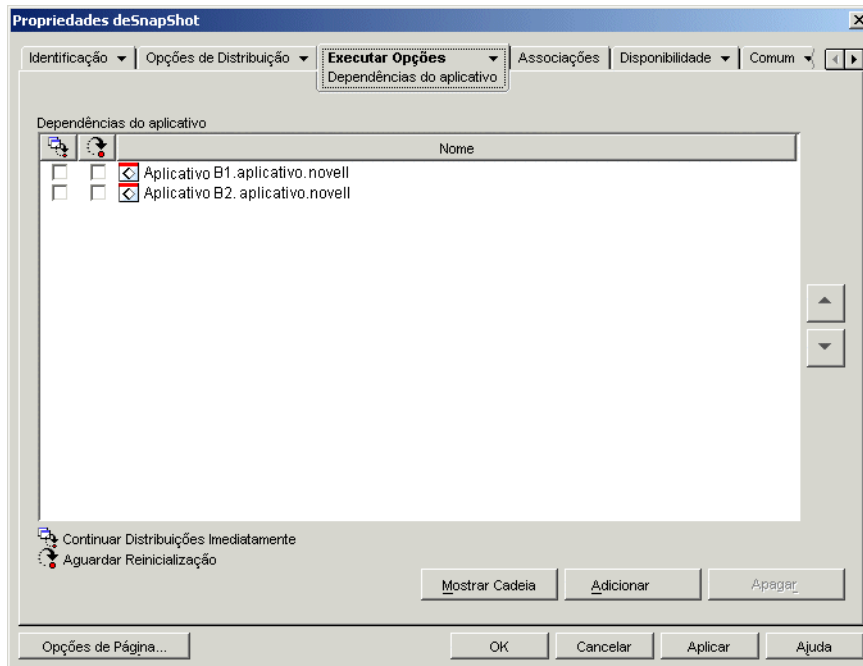 Propriedades deSnapShot
Identificação Opções de Distribuição Executar Opções Associações Disponibilidade Comum
Dependências do aplicativo
Dependências do aplicativo
Nome
Aplicativo B1.aplicativo.novell
Aplicativo B2. aplicativo.novell
Continuar Distribuições Imediatamente
Aguardar Reinicialização
Mostrar Cadeia Adicionar Apagar
Opções de Página... OK Cancelar Aplicar Ajuda